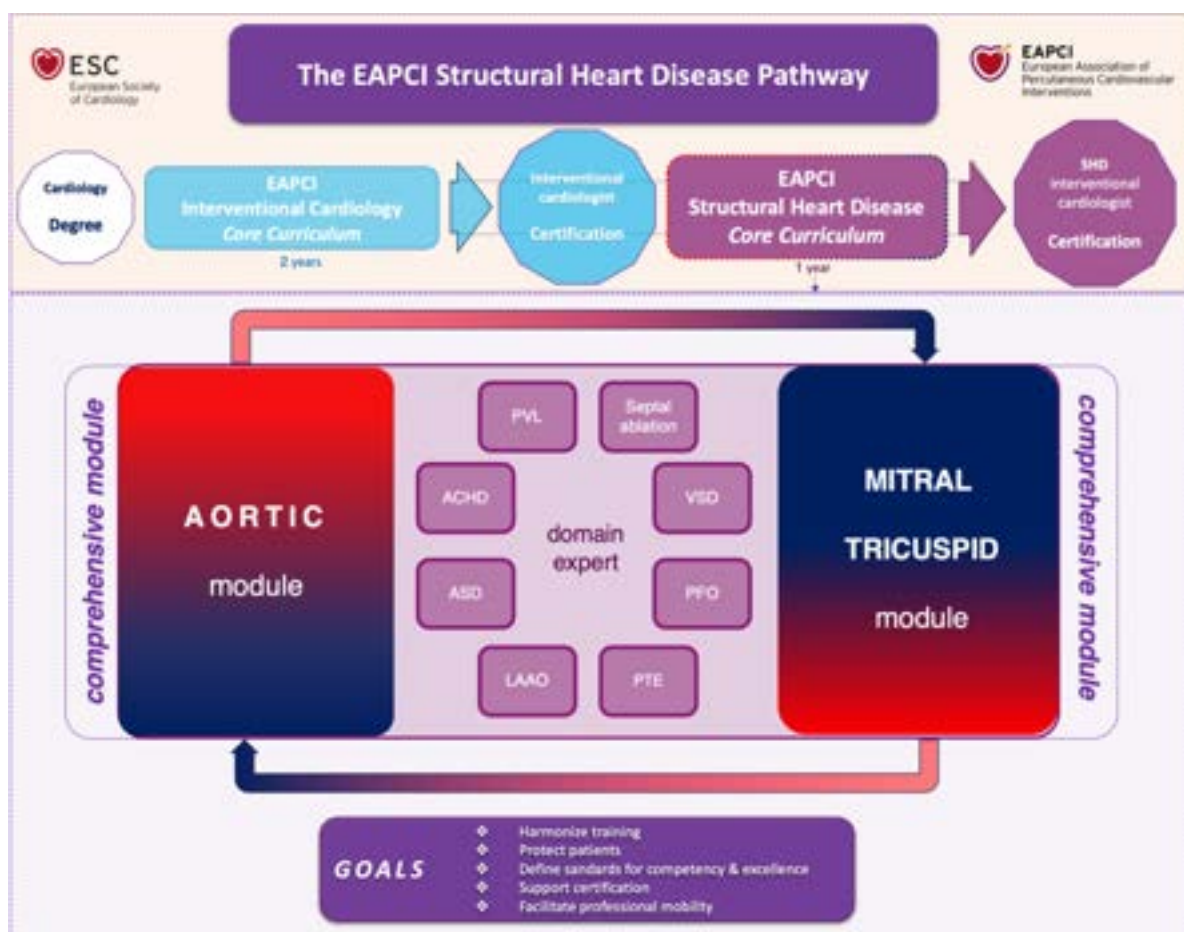 ESC
European Society
of Cardiology
The EAPCI Structural Heart Disease Pathway
EAPCI
European Association of
Percutaneous Cardiovascular
Interventions
Cardiology
Degree
EAPCI
Interventional Cardiology
Core Curriculum
2 years
Interventional
cardiologist
Certification
EAPCI
Structural Heart Disease
Core Curriculum
1 year
SHD
Interventional
cardiologist
Certification
comprehensive module
AORTIC
module
PVL
Septal
ablation
ACHD
VSD
domain
expert
ASD
PFO
LAAO
PTE
MITRAL
TRICUSPID
module
comprehensive module
GOALS
❖ Harmonize training
❖ Protect patients
❖ Define sandards for competency & excellence
❖ Support certification
❖ Facilitate professional mobility